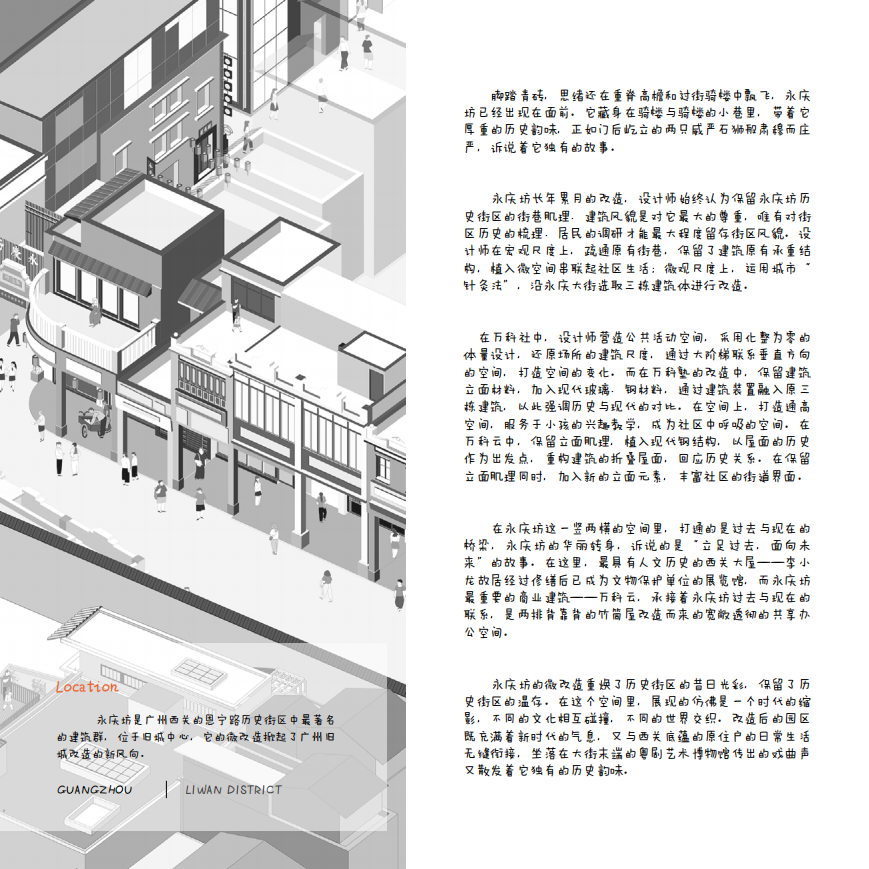 Location
永庆坊是广州西关的恩宁路历史街区中最著名
的建筑群，位于旧城中心，它的微改造掀起了广州旧
城改造的新风向。
GUANGZHOU | LIWAN DISTRICT
脚踏青砖，思绪还在重脊高檐和过街骑楼中飘飞，永庆
坊已经出现在面前。它藏身在骑楼与骑楼的小巷里，带着它
厚重的历史韵味，正如门后屹立的两只威严石狮般肃穆而庄
严，诉说着它独有的故事。
永庆坊长年累月的改造，设计师始终认为保留永庆坊历
史街区的街巷肌理、建筑风貌是对它最大的尊重，唯有对街
区历史的梳理、居民的调研才能最大程度留存街区风貌。设
计师在宏观尺度上，疏通原有街巷，保留了建筑原有承重结
构，植入微空间串联起社区生活；微观尺度上，运用城市“
针灸法”，沿永庆大街选取三栋建筑体进行改造。
在万科社中，设计师营造公共活动空间，采用化整为零的
体量设计，还原场所的建筑尺度，通过大阶梯联系垂直方向
的空间，打造空间的变化。而在万科塾的改造中，保留建筑
立面材料，加入现代玻璃、钢材料，通过建筑装置融入原三
栋建筑，以此强调历史与现代的对比。在空间上，打造通高
空间，服务于小孩的兴趣教学，成为社区中呼吸的空间。在
万科云中，保留立面肌理，植入现代钢结构，以屋面的历史
作为出发点，重构建筑的折叠屋面，回应历史关系。在保留
立面肌理同时，加入新的立面元素，丰富社区的街道界面。
在永庆坊这一竖两横的空间里，打通的是过去与现在的
桥梁，永庆坊的华丽转身，诉说的是“立足过去，面向未
来”的故事。在这里，最具有人文历史的西关大屋——李小
龙故居经过修缮后已成为文物保护单位的展览馆，而永庆坊
最重要的商业建筑——万科云，承接着永庆坊过去与现在的
联系，是两排背靠背的竹筒屋改造而来的宽敞透彻的共享办
公空间。
永庆坊的微改造重焕了历史街区的昔日光彩，保留了历
史街区的温存。在这个空间里，展现的仿佛是一个时代的缩
影，不同的文化相互碰撞，不同的世界交织。改造后的园区
既充满着新时代的气息，又与西关底蕴的原住户的日常生活
无缝衔接，坐落在大街末端的粤剧艺术博物馆传出的戏曲声
又散发着它独有的历史韵味。